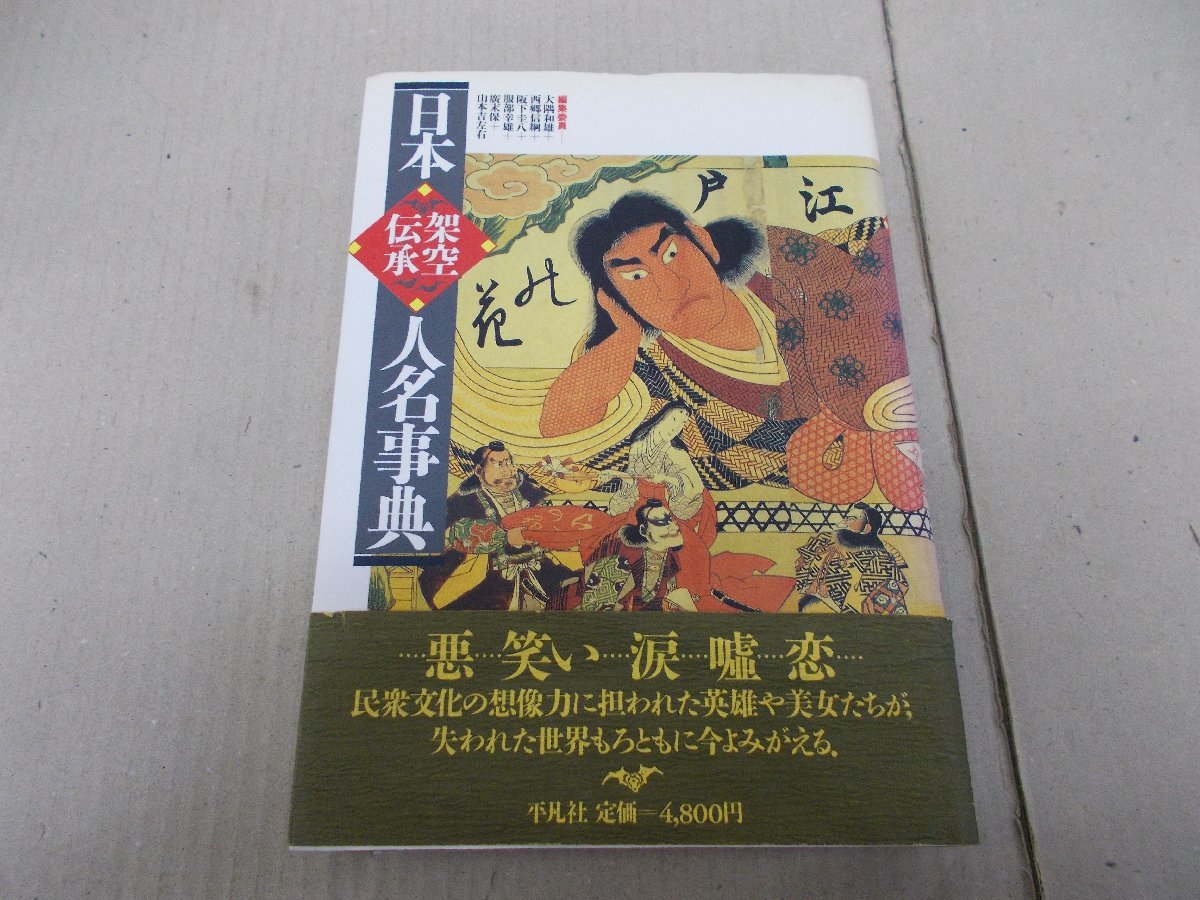 日本
架空
伝承
人名事典
編集委員
大隅和雄+
西郷信綱+
阪下圭八+
服部幸雄+
廣末保+
山本吉左右
江戸
の花
悪……笑い……涙……嘘……恋
民衆文化の想像力に担われた英雄や美女たちが、
失われた世界もろともに今よみがえる。
平凡社 定価=4,800円